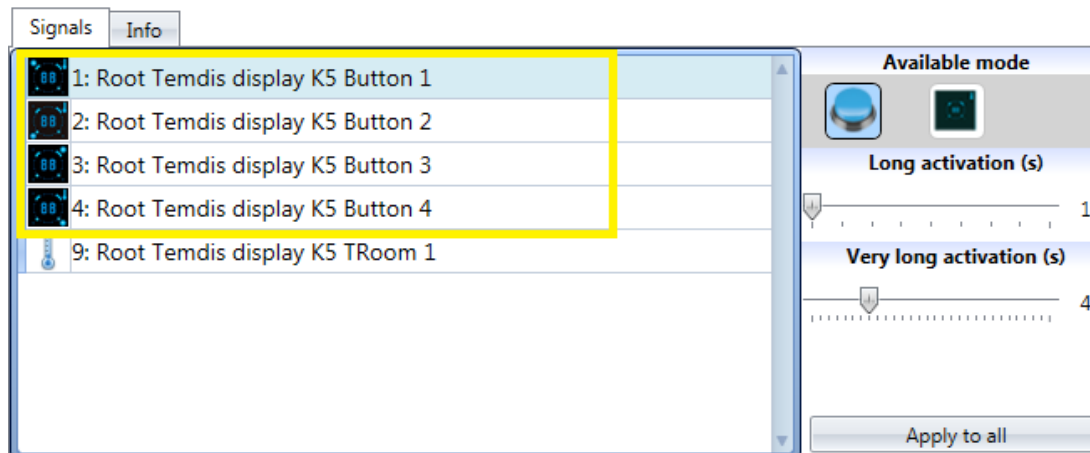 Signals Info
1: Root Temdis display K5 Button 1
2: Root Temdis display K5 Button 2
3: Root Temdis display K5 Button 3
4: Root Temdis display K5 Button 4
9: Root Temdis display K5 TRoom 1
Available mode
Long activation (s)
1
Very long activation (s)
4
Apply to all